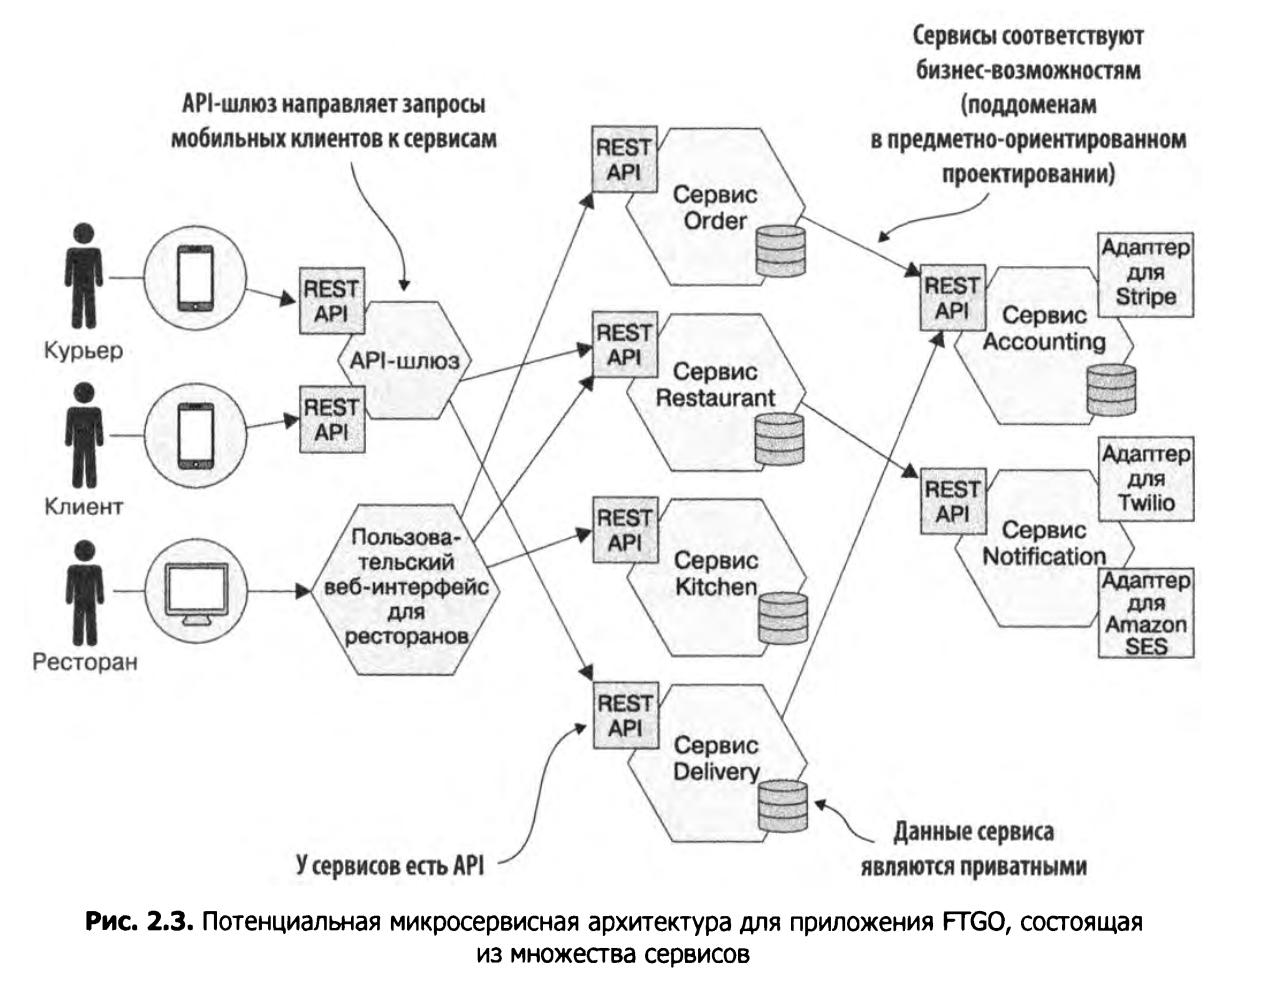 Сервисы соответствуют
бизнес-возможностям
(поддоменам
в предметно-ориентированном
проектировании)
API-шлюз направляет запросы
мобильных клиентов к сервисам
REST
API
Сервис
Order
Курьер
REST
API
API-шлюз
REST
API
Клиент
REST
API
Сервис
Restaurant
REST
API
Сервис
Accounting
Адаптер
для
Stripe
Пользова-
тельский
веб-интерфейс
для
ресторанов
Ресторан
REST
API
Сервис
Kitchen
REST
API
Сервис
Notification
Адаптер
для
Twilio
Адаптер
для
Amazon
SES
REST
API
Сервис
Delivery
У сервисов есть API
Данные сервиса
являются приватными
Рис. 2.3. Потенциальная микросервисная архитектура для приложения FTGO, состоящая
из множества сервисов